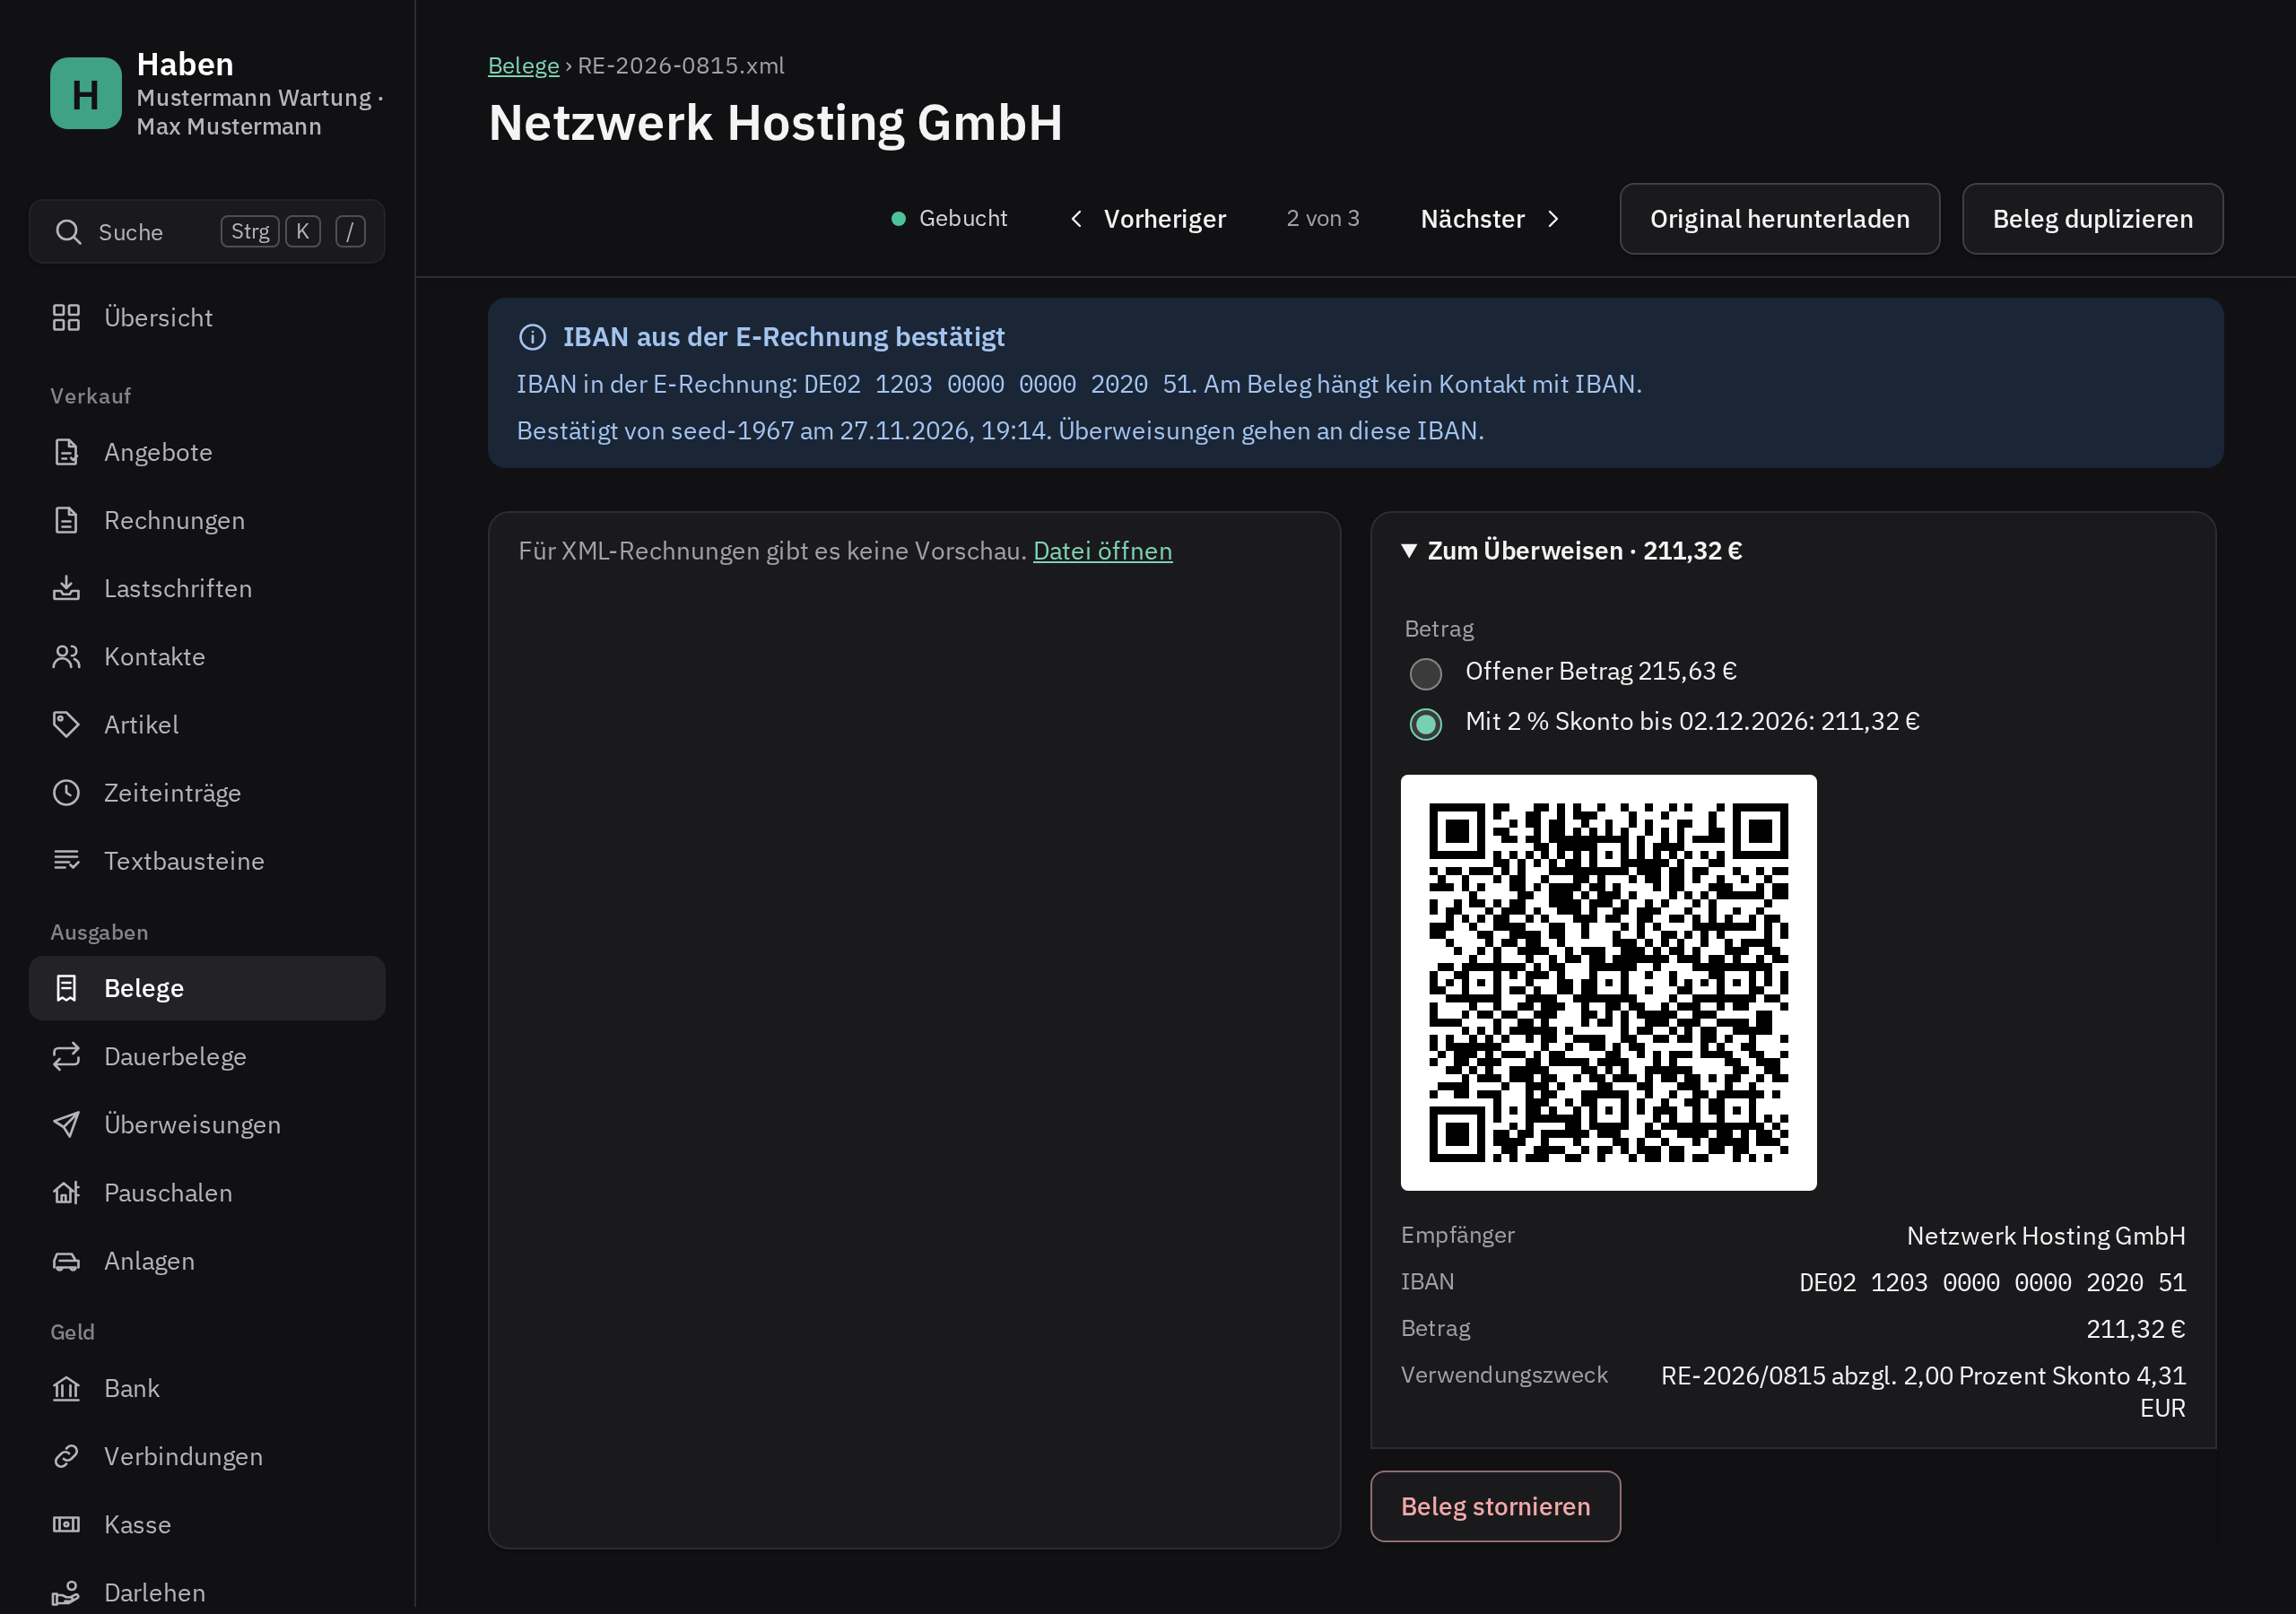 H
Haben
Mustermann Wartung ·
Max Mustermann
Suche Strg K /
Übersicht
Verkauf
Angebote
Rechnungen
Lastschriften
Kontakte
Artikel
Zeiteinträge
Textbausteine
Ausgaben
Belege
Dauerbelege
Überweisungen
Pauschalen
Anlagen
Geld
Bank
Verbindungen
Kasse
Darlehen
Belege › RE-2026-0815.xml
Netzwerk Hosting GmbH
Gebucht
Vorheriger
2 von 3
Nächster
Original herunterladen
Beleg duplizieren
IBAN aus der E-Rechnung bestätigt
IBAN in der E-Rechnung: DE02 1203 0000 0000 2020 51. Am Beleg hängt kein Kontakt mit IBAN.
Bestätigt von seed-1967 am 27.11.2026, 19:14. Überweisungen gehen an diese IBAN.
Für XML-Rechnungen gibt es keine Vorschau. Datei öffnen
Zum Überweisen · 211,32 €
Betrag
Offener Betrag 215,63 €
Mit 2 % Skonto bis 02.12.2026: 211,32 €
Empfänger Netzwerk Hosting GmbH
IBAN DE02 1203 0000 0000 2020 51
Betrag 211,32 €
Verwendungszweck RE-2026/0815 abzgl. 2,00 Prozent Skonto 4,31
EUR
Beleg stornieren